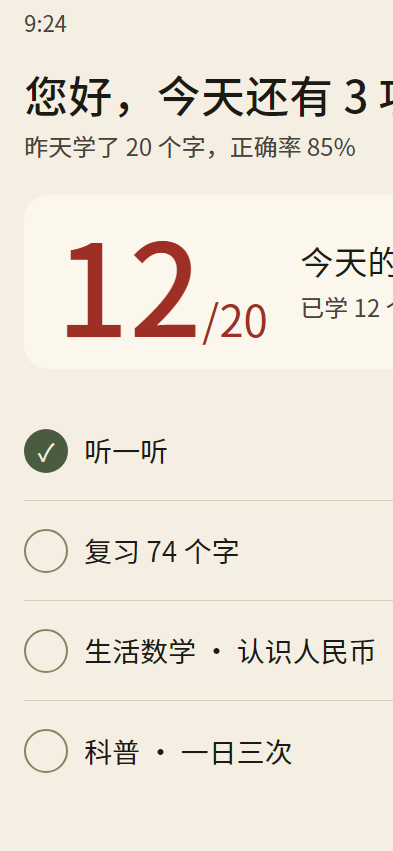 9:24
您好，今天还有 3
昨天学了 20 个字，正确率 85%
12/20
今天的
已学 12
听一听
复习 74 个字
生活数学 · 认识人民币
科普 · 一日三次